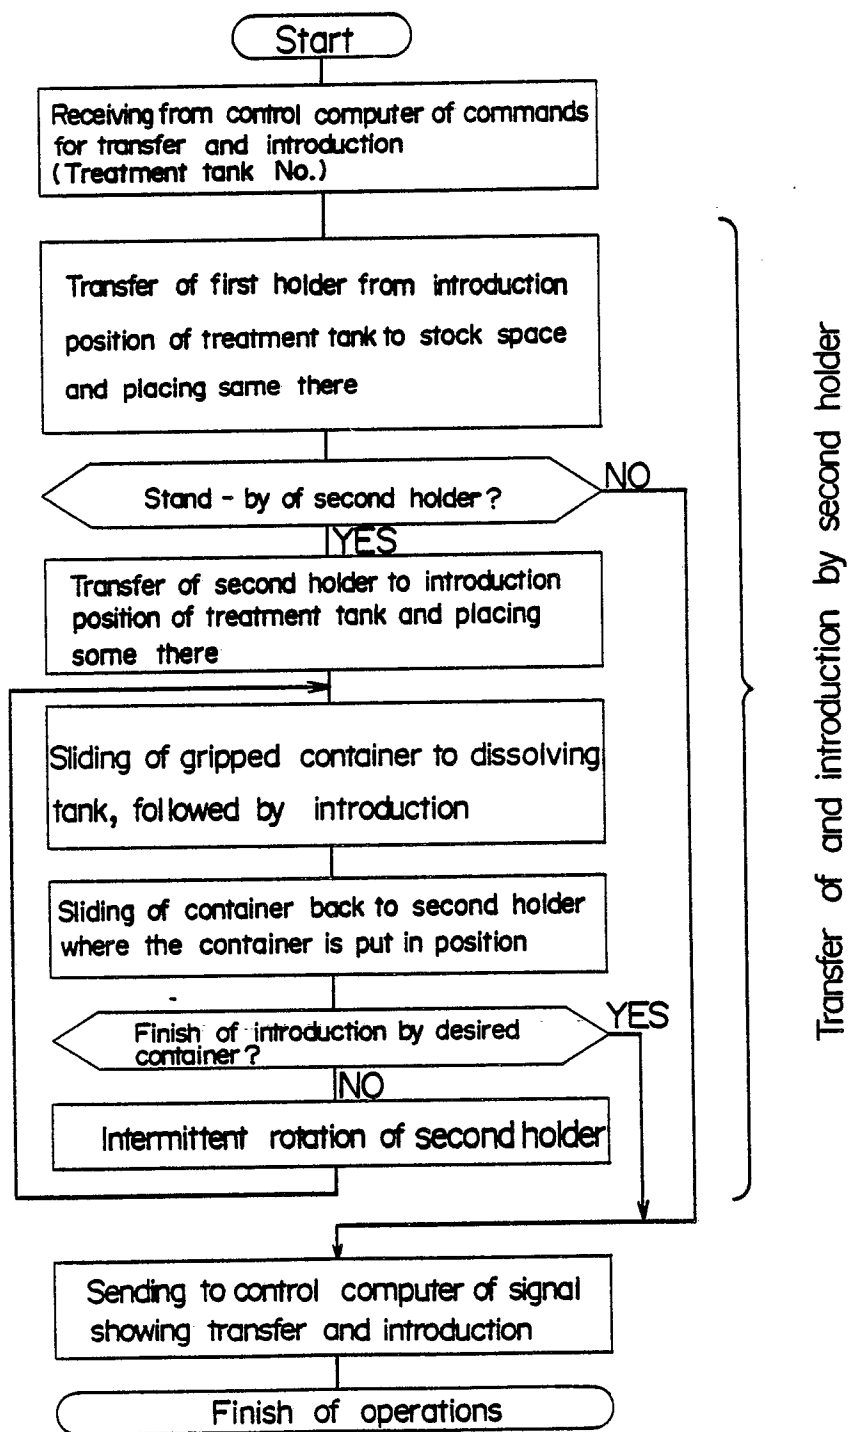 Start
Receiving from control computer of commands
for transfer and introduction
(Treatment tank No.)
Transfer of first holder from introduction
position of treatment tank to stock space
and placing same there
Stand-by of second holder?
NO
YES
Transfer of second holder to introduction
position of treatment tank and placing
some there
Sliding of gripped container to dissolving
tank, followed by introduction
Sliding of container back to second holder
where the container is put in position
Finish of introduction by desired
container?
YES
NO
Intermittent rotation of second holder
Sending to control computer of signal
showing transfer and introduction
Finish of operations
Transfer of and introduction by second holder